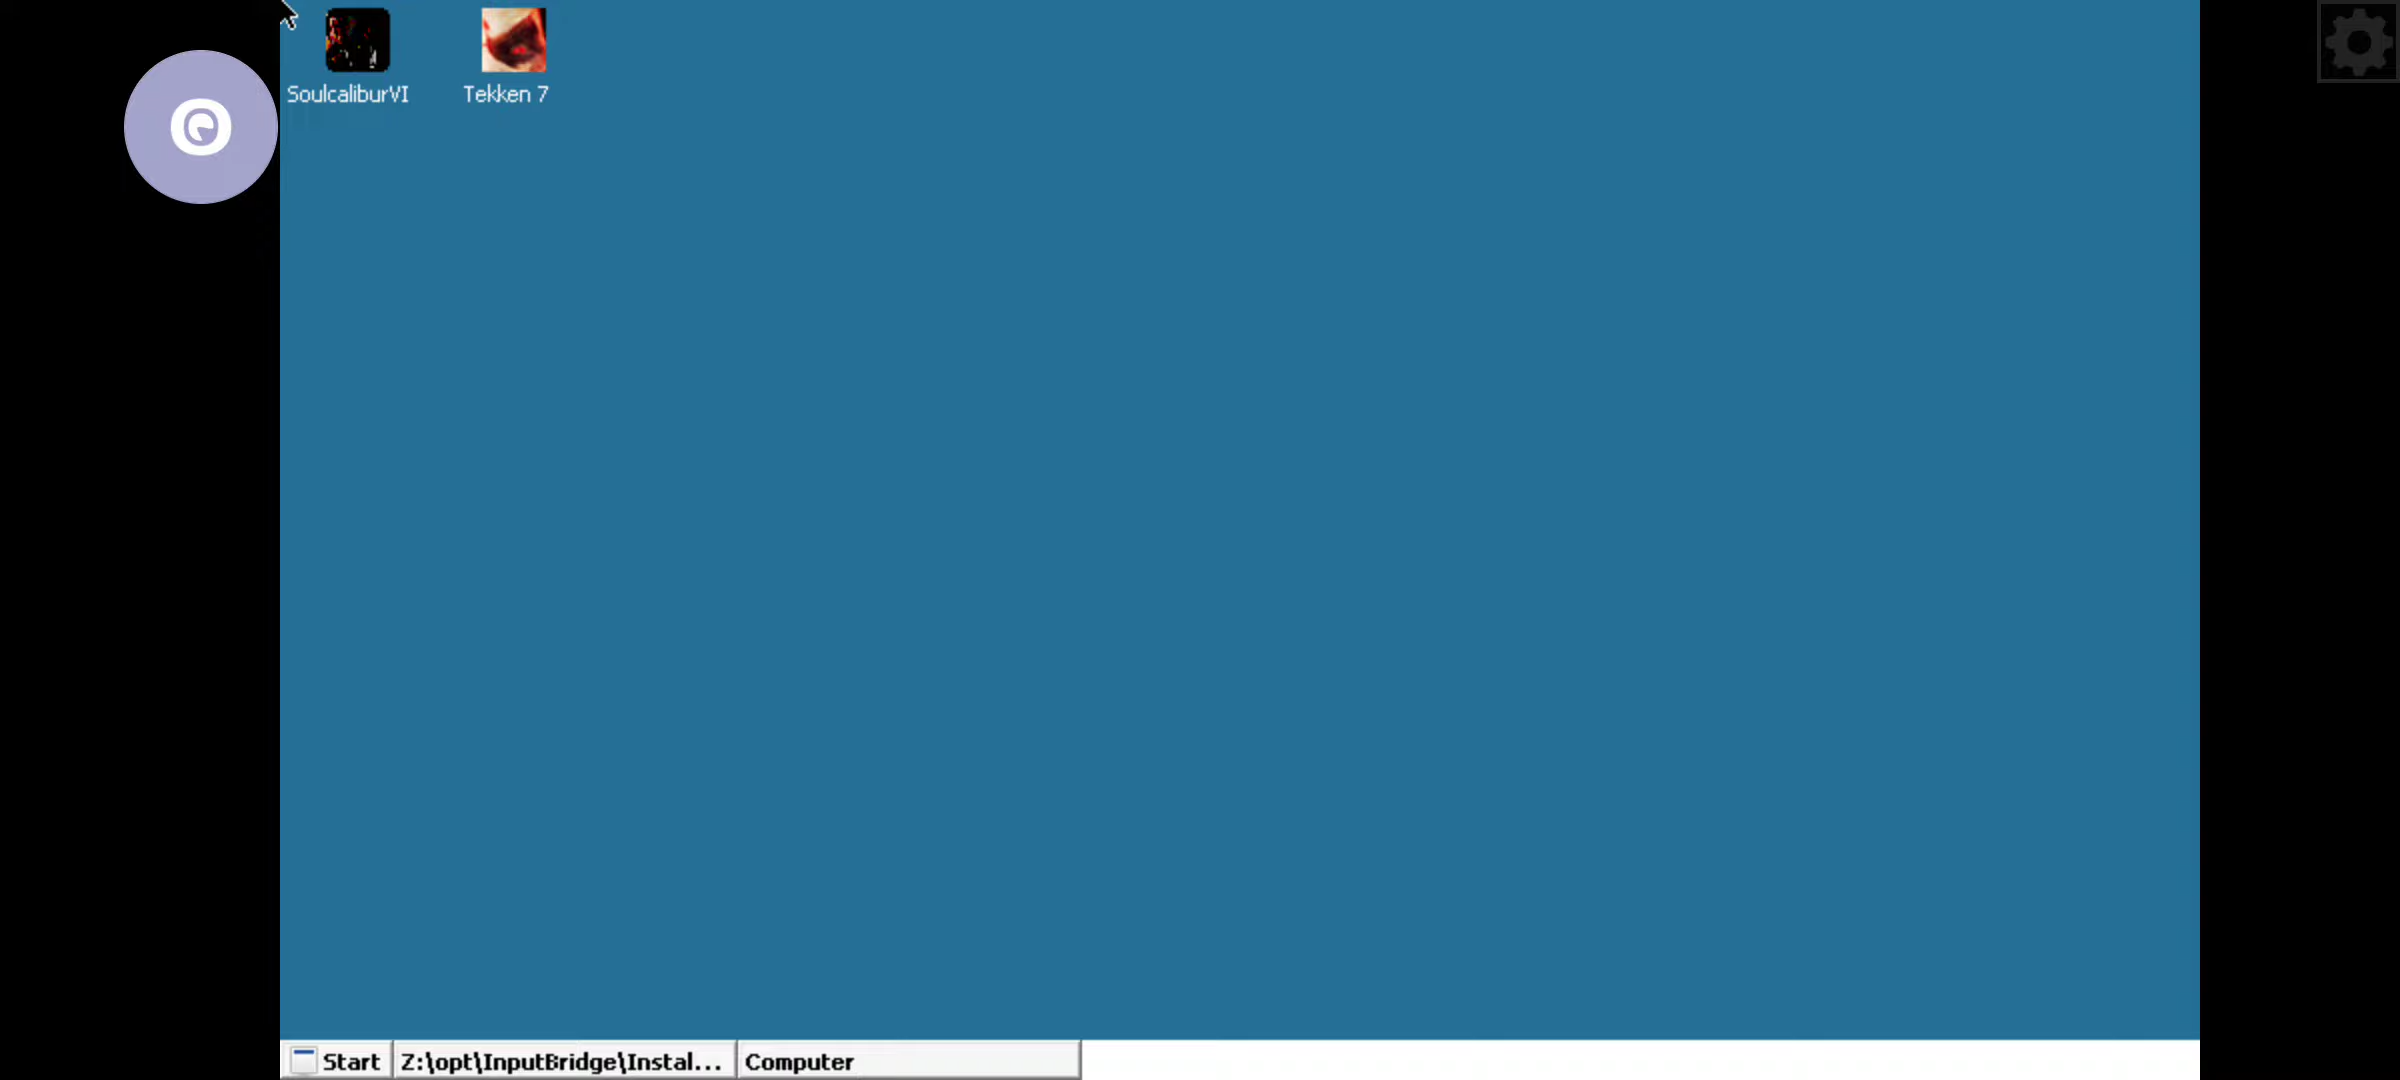 SoulcaliburVI
Tekken 7
Start
Z:\opt\InputBridge\Instal...
Computer